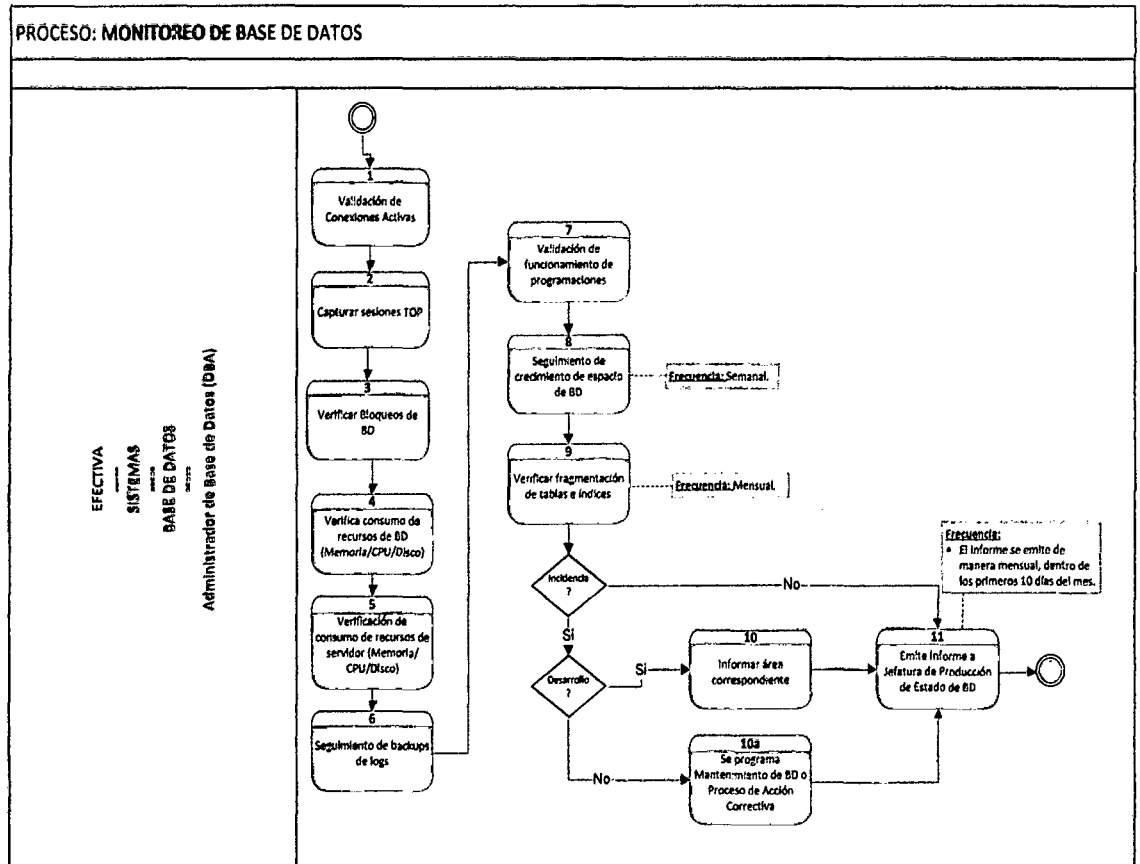 PROCESO: MONITOREO DE BASE DE DATOS
EFECTIVA
SISTEMAS
BASE DE DATOS
Administrador de Base de Datos (DBA)
1
Validación de
Conexiones Activas
2
Capturar sesiones TOP
3
Verificar Bloqueos de
BD
4
Verifica consumo de
recursos de BD
(Memoria/CPU/Disco)
5
Verificación de
consumo de recursos de
servidor (Memoria/
CPU/Disco)
6
Seguimiento de backups
de logs
7
Validación de
funcionamiento de
programaciones
8
Seguimiento de
crecimiento de espacio
de BD
Frecuencia: Semanal.
9
Verificar fragmentación
de tablas e índices
Frecuencia: Mensual.
Incidencia
?
No
Si
Desarrollo
?
Si
No
10
Informar área
correspondiente
10a
Se programa
Mantenimiento de BD o
Proceso de Acción
Correctiva
Frecuencia:
• El informe se emite de
manera mensual, dentro de
los primeros 10 días del mes.
11
Emite Informe a
Jefatura de Producción
de Estado de BD